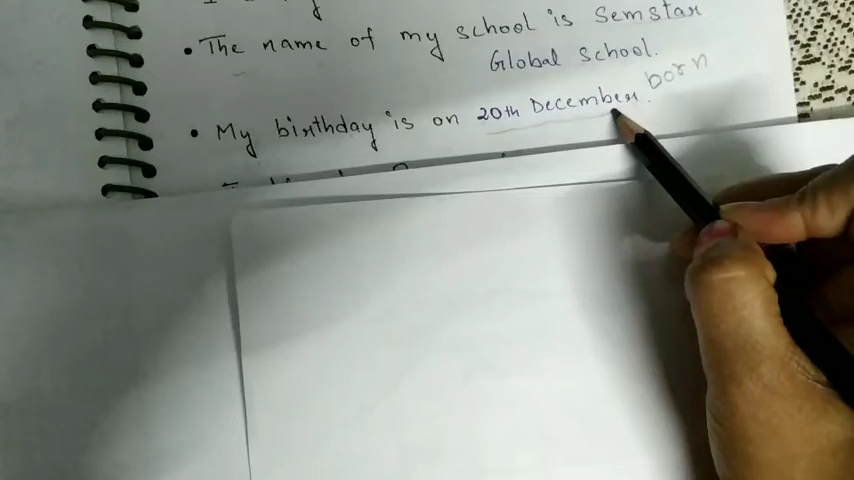 • The name of my school is Semstar
Global School.
born
• My birthday is on 20th December.